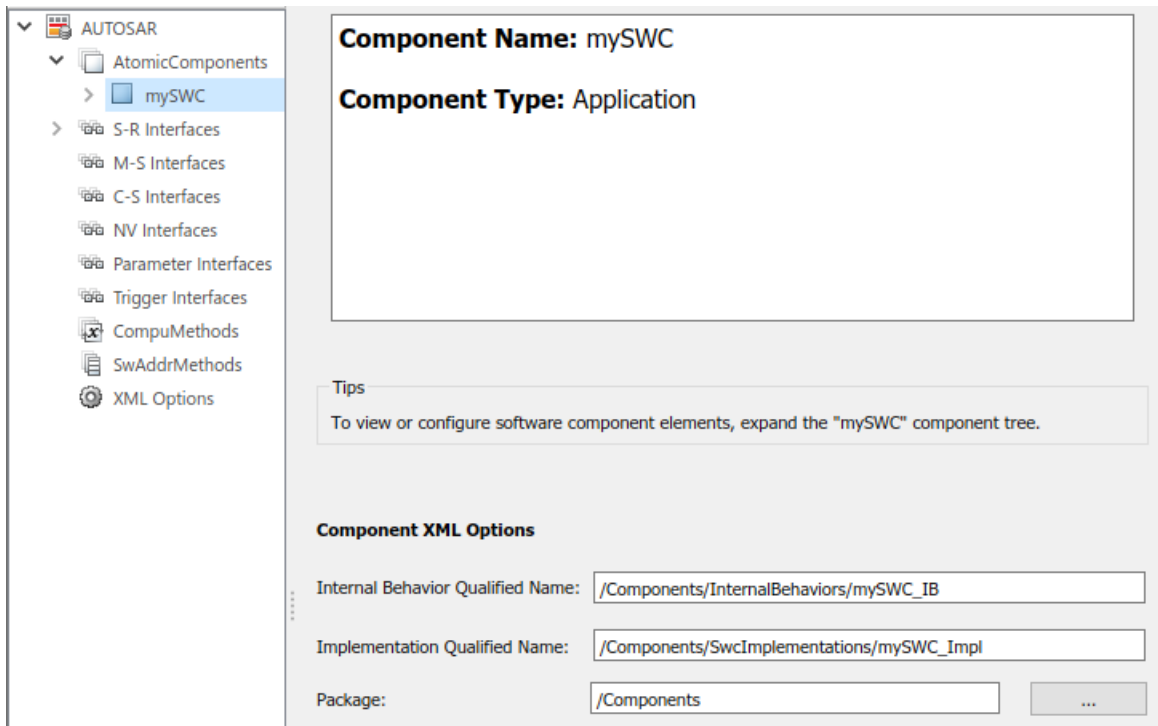 AUTOSAR
AtomicComponents
mySWC
S-R Interfaces
M-S Interfaces
C-S Interfaces
NV Interfaces
Parameter Interfaces
Trigger Interfaces
CompuMethods
SwAddrMethods
XML Options
Component Name: mySWC
Component Type: Application
Tips
To view or configure software component elements, expand the "mySWC" component tree.
Component XML Options
Internal Behavior Qualified Name: /Components/InternalBehaviors/mySWC_IB
Implementation Qualified Name: /Components/SwcImplementations/mySWC_Impl
Package: /Components ...